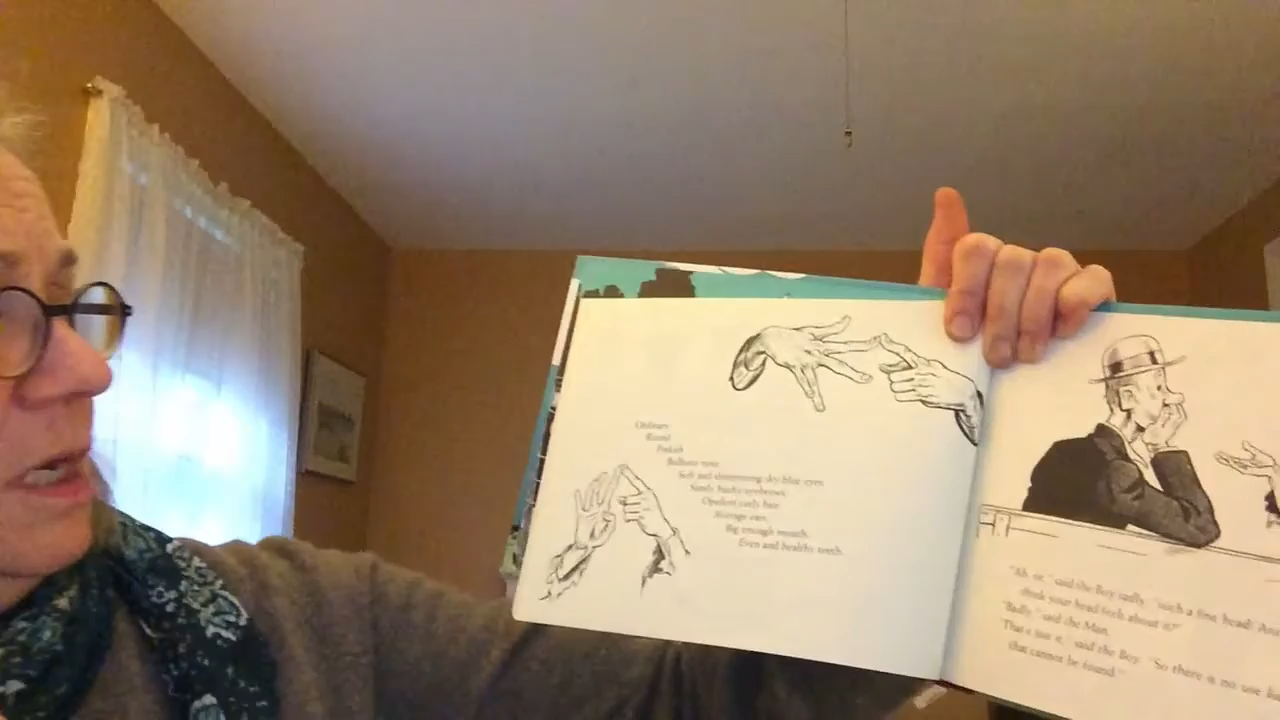 Ordinary.
Round.
Pinkish.
Bulbous nose.
Soft and shimmering sky-blue eyes.
Sandy bushy eyebrows.
Opulent curly hair.
Average ears.
Big enough mouth.
Even and healthy teeth.
"Ah, sir," said the Boy sadly, "such a fine head! And
think your head feels about it?"
"Badly," said the Man.
"That's just it," said the Boy. "So there is no use
that cannot be found."